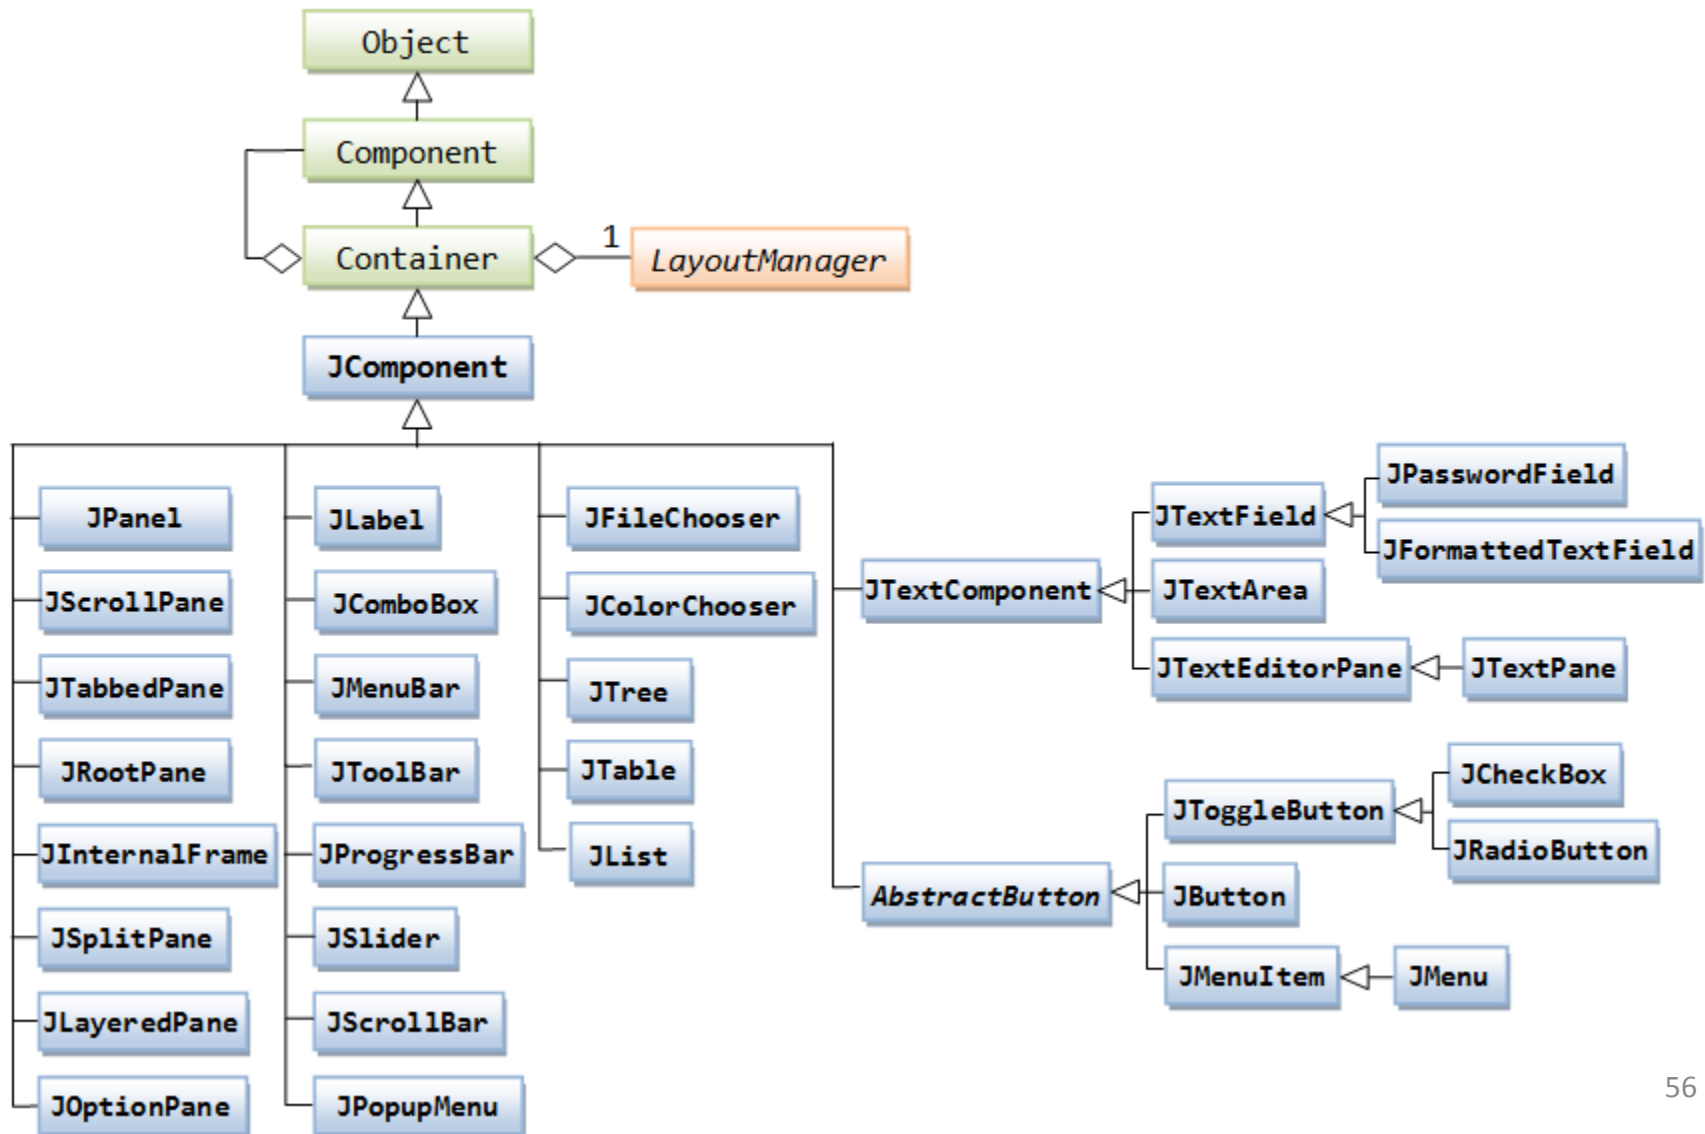 Object
Component
Container
1
LayoutManager
JComponent
JPanel
JScrollPane
JTabbedPane
JRootPane
JInternalFrame
JSplitPane
JLayeredPane
JOptionPane
JLabel
JComboBox
JMenuBar
JToolBar
JProgressBar
JSlider
JScrollBar
JPopupMenu
JFileChooser
JColorChooser
JTree
JTable
JList
JTextComponent
JTextField
JPasswordField
JFormattedTextField
JTextArea
JTextEditorPane
JTextPane
AbstractButton
JToggleButton
JCheckBox
JRadioButton
JButton
JMenuItem
JMenu
56